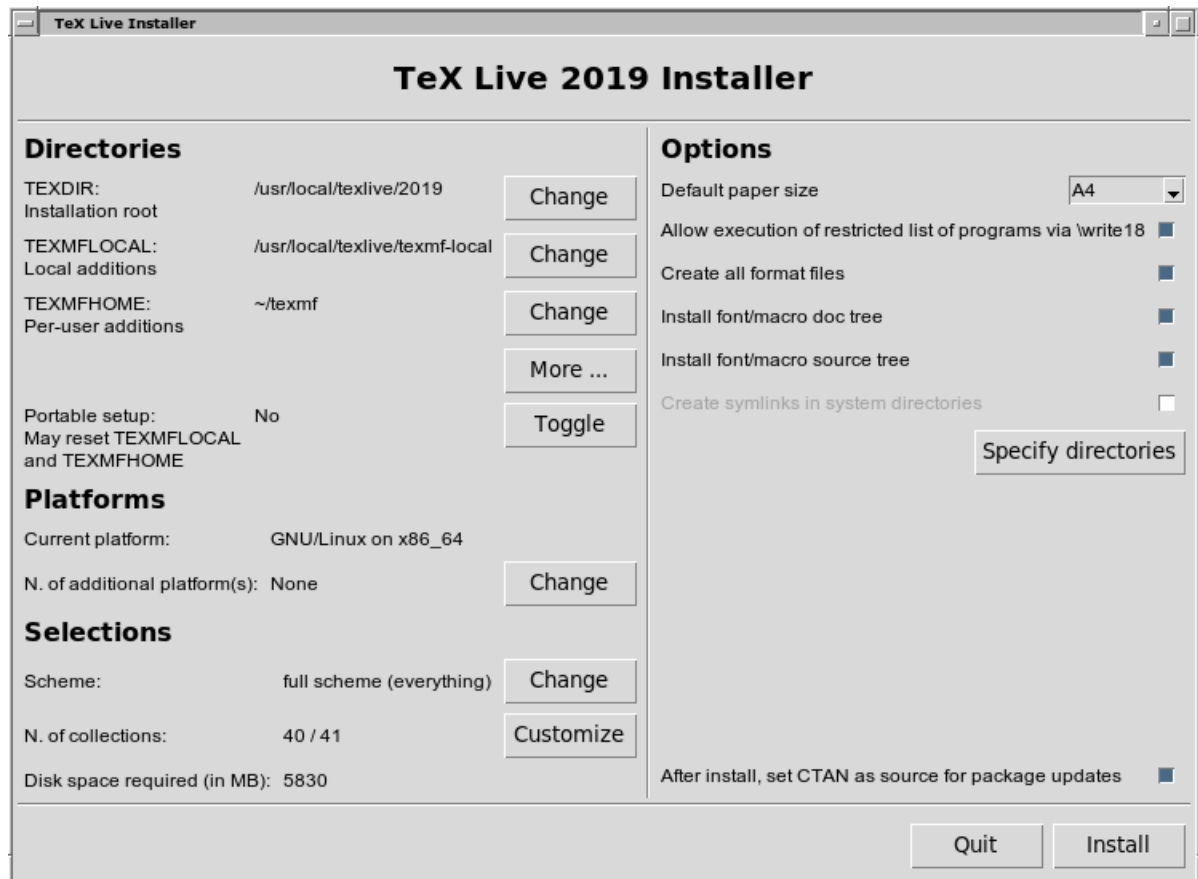 TeX Live Installer
TeX Live 2019 Installer
Directories
TEXDIR: /usr/local/texlive/2019 Change
Installation root
TEXMFLOCAL: /usr/local/texlive/texmf-local Change
Local additions
TEXMFHOME: ~/texmf Change
Per-user additions
More ...
Portable setup: No Toggle
May reset TEXMFLOCAL
and TEXMFHOME
Platforms
Current platform: GNU/Linux on x86_64
N. of additional platform(s): None Change
Selections
Scheme: full scheme (everything) Change
N. of collections: 40 / 41 Customize
Disk space required (in MB): 5830
Options
Default paper size A4
Allow execution of restricted list of programs via \write18
Create all format files
Install font/macro doc tree
Install font/macro source tree
Create symlinks in system directories
Specify directories
After install, set CTAN as source for package updates
Quit Install